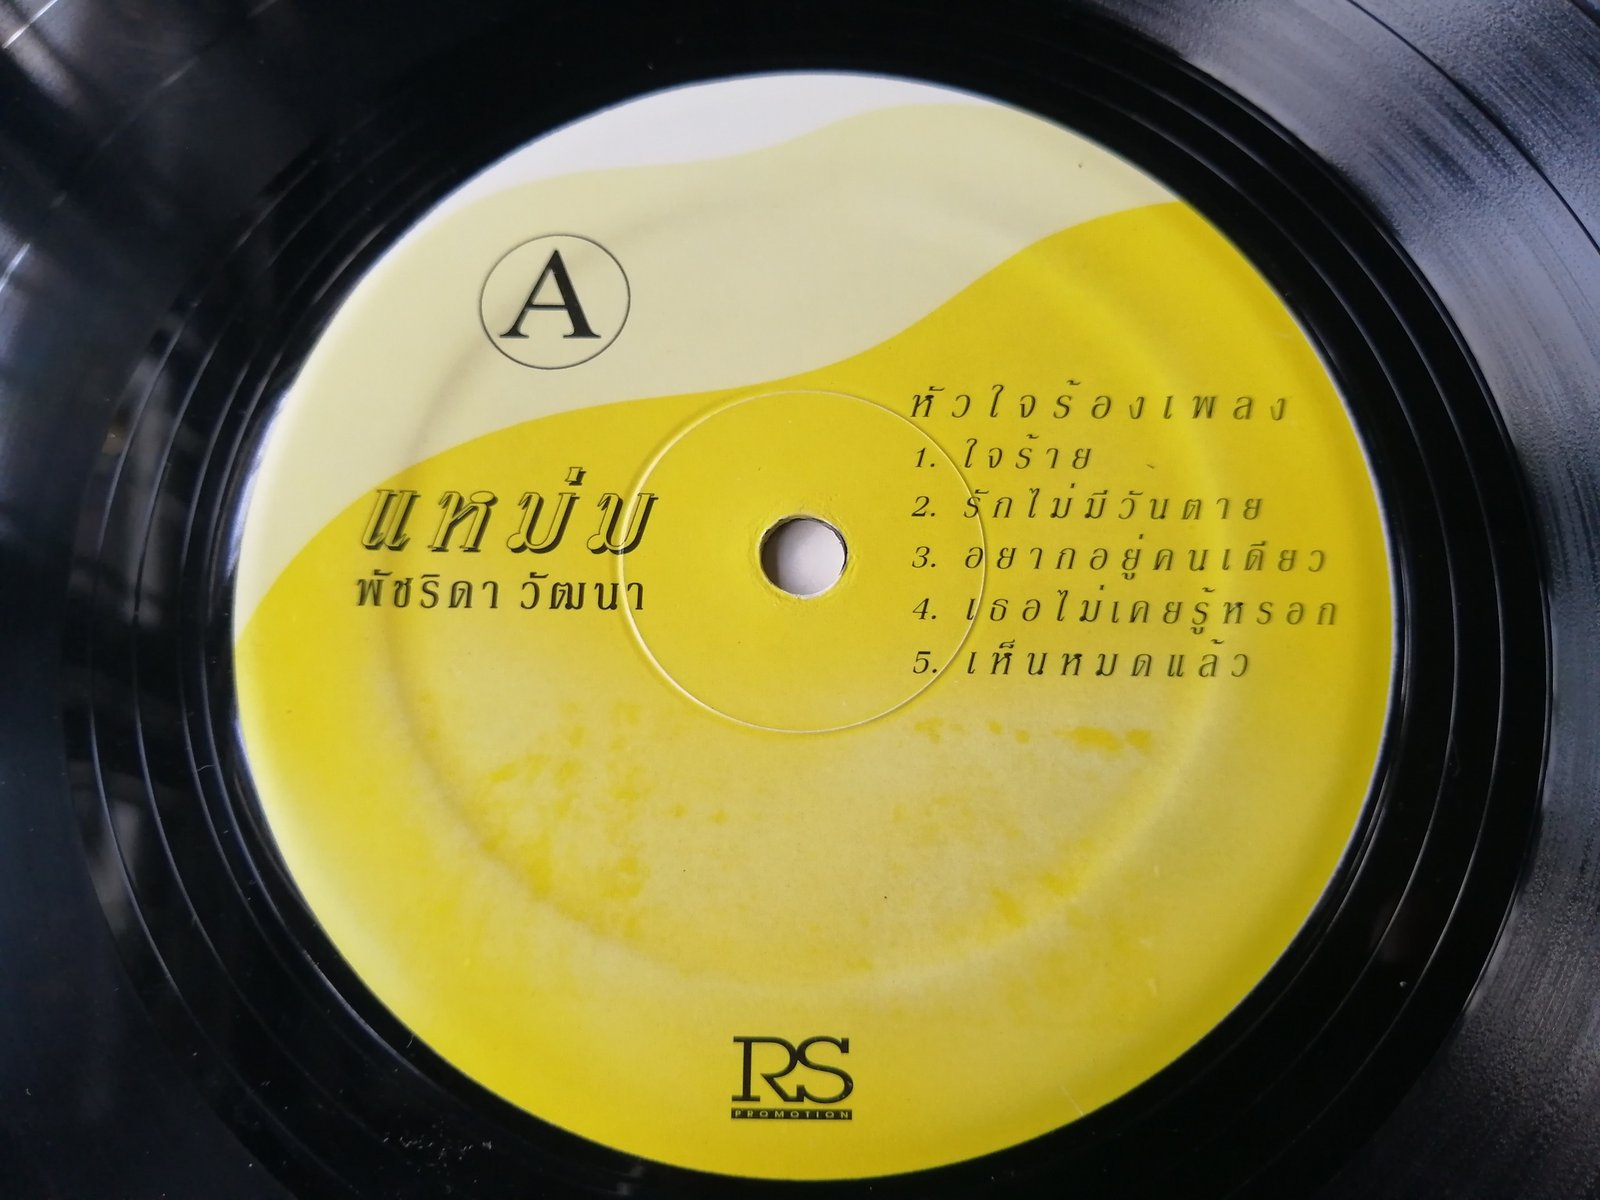 A
แหม่ม
พัชริดา วัฒนา
หัวใจร้องเพลง
1. ใจร้าย
2. รักไม่มีวันตาย
3. อยากอยู่คนเดียว
4. เธอไม่เคยรู้หรอก
5. เห็นหมดแล้ว
RS
PROMOTION